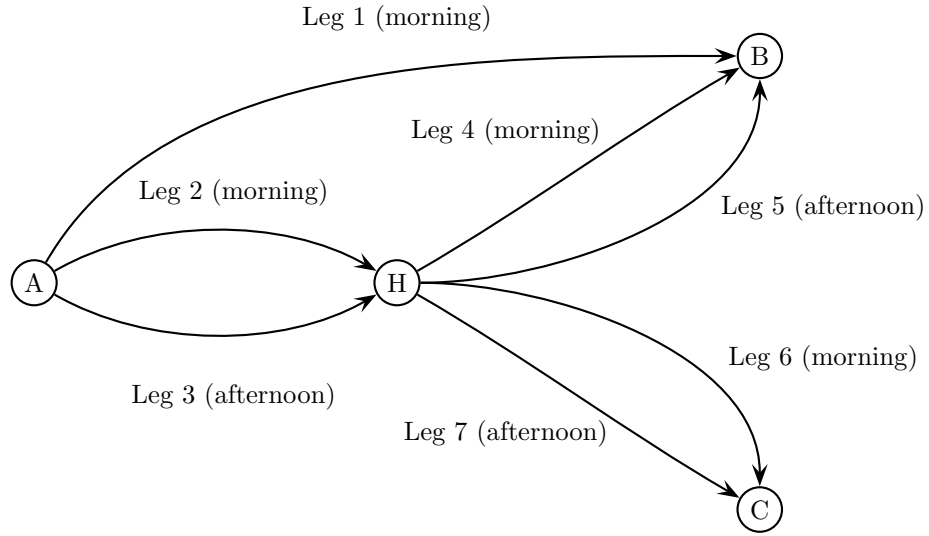 Leg 1 (morning)
B
Leg 4 (morning)
Leg 2 (morning)
Leg 5 (afternoon)
A
H
Leg 6 (morning)
Leg 3 (afternoon)
Leg 7 (afternoon)
C